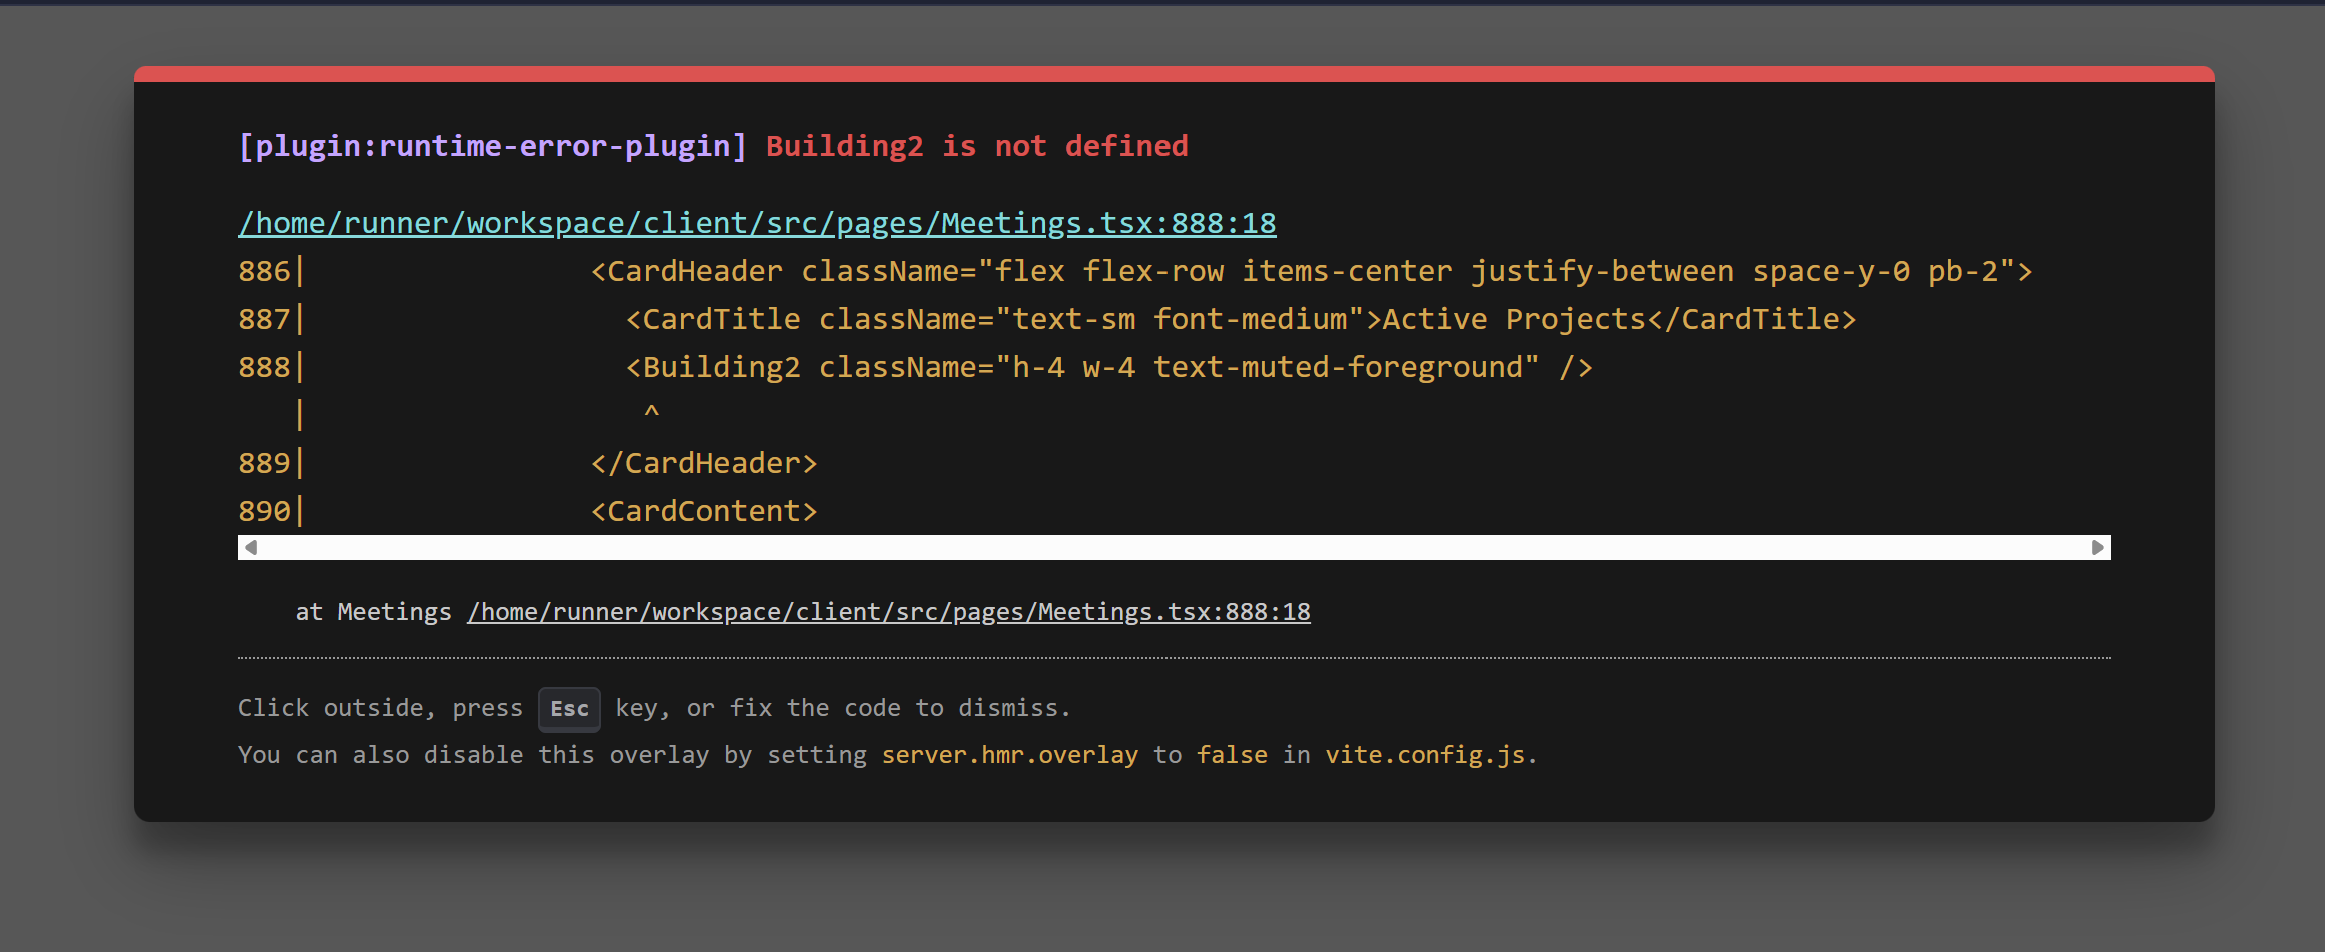 [plugin:runtime-error-plugin] Building2 is not defined
/home/runner/workspace/client/src/pages/Meetings.tsx:888:18
886|                <CardHeader className="flex flex-row items-center justify-between space-y-0 pb-2">
887|                  <CardTitle className="text-sm font-medium">Active Projects</CardTitle>
888|                  <Building2 className="h-4 w-4 text-muted-foreground" />
   |                   ^
889|                </CardHeader>
890|                <CardContent>
at Meetings /home/runner/workspace/client/src/pages/Meetings.tsx:888:18
Click outside, press Esc key, or fix the code to dismiss.
You can also disable this overlay by setting server.hmr.overlay to false in vite.config.js.